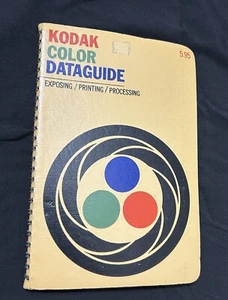 KODAK
COLOR
DATAGUIDE
5.95
EXPOSING / PRINTING / PROCESSING